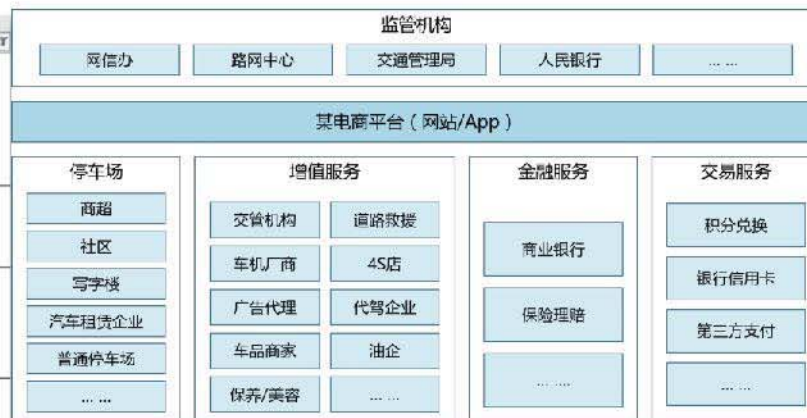 监管机构
网信办 路网中心 交通管理局 人民银行 ... ...
某电商平台（网站/App）
停车场
商超
社区
写字楼
汽车租赁企业
普通停车场
... ...
增值服务
交管机构 道路救援
车机厂商 4S店
广告代理 代驾企业
车品商家 油企
保养/美容 ... ...
金融服务
商业银行
保险理赔
... ...
交易服务
积分兑换
银行信用卡
第三方支付
... ...